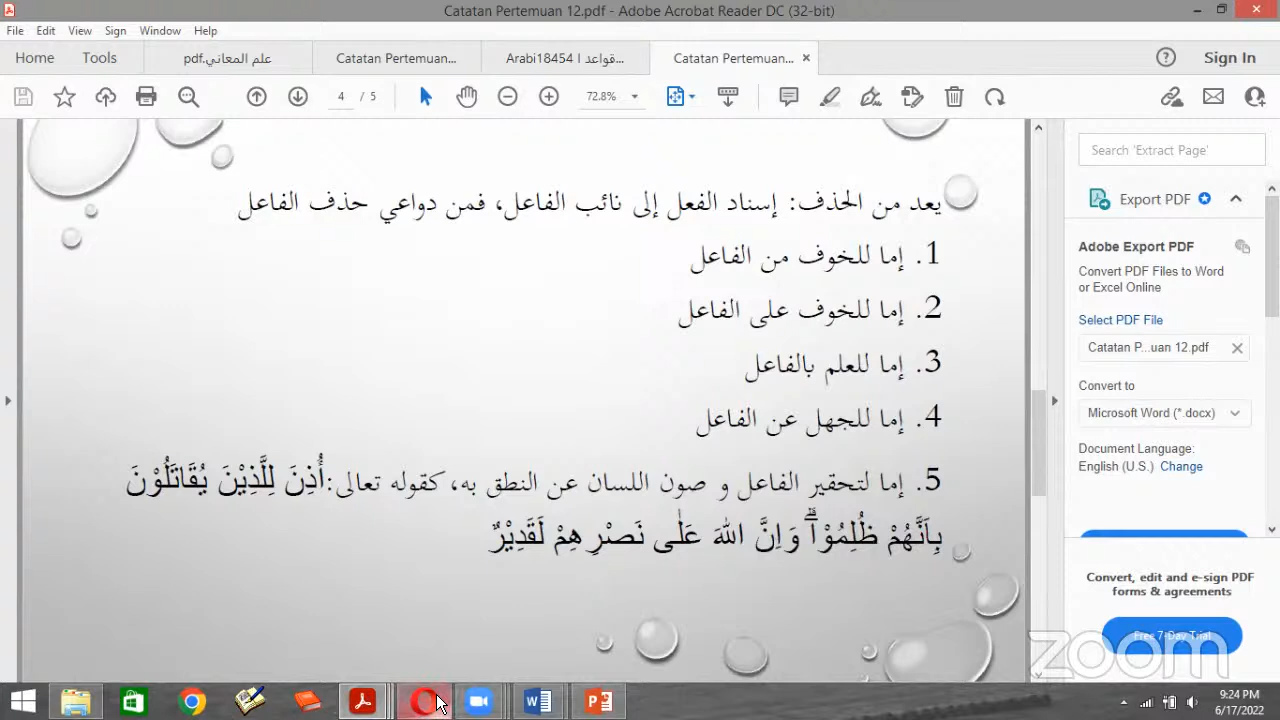 Catatan Pertemuan 12.pdf - Adobe Acrobat Reader DC (32-bit)
File Edit View Sign Window Help
Home Tools علم المعاني.pdf Catatan Pertemuan... Arabi18454 قواعد ا... Catatan Pertemuan... ×
Sign In
4 / 5 72.8%
يعد من الحذف: إسناد الفعل إلى نائب الفاعل، فمن دواعي حذف الفاعل
1. إما للخوف من الفاعل
2. إما للخوف على الفاعل
3. إما للعلم بالفاعل
4. إما للجهل عن الفاعل
5. إما لتحقير الفاعل و صون اللسان عن النطق به، كقوله تعالى: أُذِنَ لِلَّذِيْنَ يُقَاتَلُوْنَ
بِاَنَّهُمْ ظُلِمُوْاۗ وَاِنَّ اللّٰهَ عَلٰى نَصْرِهِمْ لَقَدِيْرٌ
Search 'Extract Page'
Export PDF
Adobe Export PDF
Convert PDF Files to Word
or Excel Online
Select PDF File
Catatan P...uan 12.pdf
Convert to
Microsoft Word (*.docx)
Document Language:
English (U.S.) Change
Convert, edit and e-sign PDF
forms & agreements
Free 7-Day Trial
zoom
9:24 PM
6/17/2022